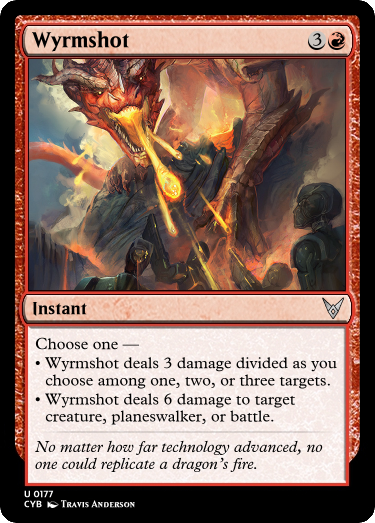 Wyrmshot 3
Instant
Choose one —
• Wyrmshot deals 3 damage divided as you
choose among one, two, or three targets.
• Wyrmshot deals 6 damage to target
creature, planeswalker, or battle.
No matter how far technology advanced, no
one could replicate a dragon's fire.
U 0177
CYB Travis Anderson